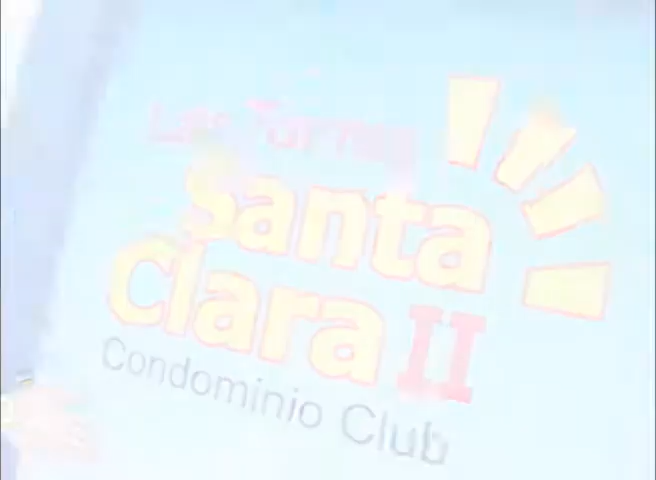 Las Torres
Santa
Clara II
Condominio Club